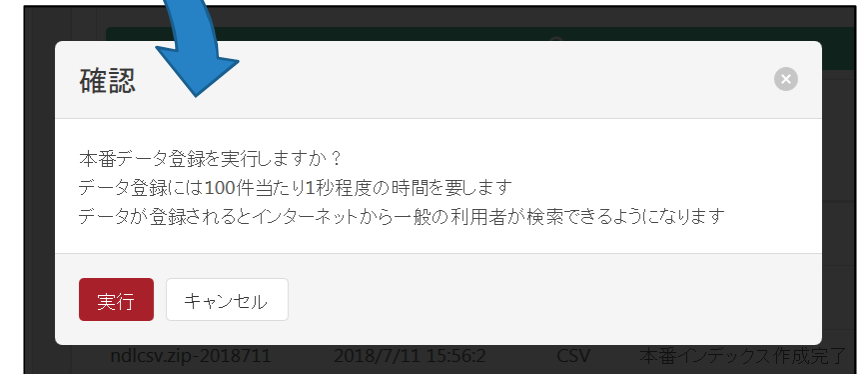 確認
本番データ登録を実行しますか？
データ登録には100件当たり1秒程度の時間を要します
データが登録されるとインターネットから一般の利用者が検索できるようになります
実行 キャンセル
ndlcsv.zip-2018711 2018/7/11 15:56:2 CSV 本番インデックス作成完了